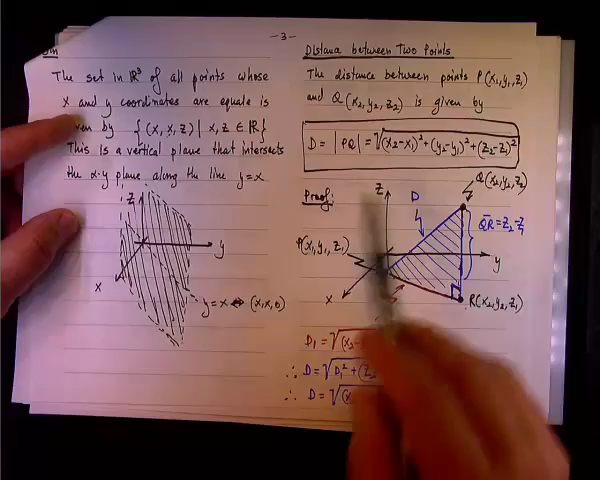 -3-
The set in ℝ³ of all points whose
x and y coordinates are equale is
by { (x, x, z) | x, z ∈ ℝ}
This is a vertical plane that intersects
the x-y plane along the line y=x
z
y
x
y=x ⟷ (x,x,0)
Distance between Two Points
The distance between points P(x₁,y₁,z₁)
and Q(x₂,y₂,z₂) is given by
D = |PQ| = √(x₂-x₁)²+(y₂-y₁)²+(z₂-z₁)²
Proof:
z
D
Q(x₂,y₂,z₂)
QR=z₂-z₁
P(x₁,y₁,z₁)
y
x
R(x₂,y₂,z₁)
D₁ = √(x₂-
∴ D = √D₁²+(z₂
∴ D = √(x